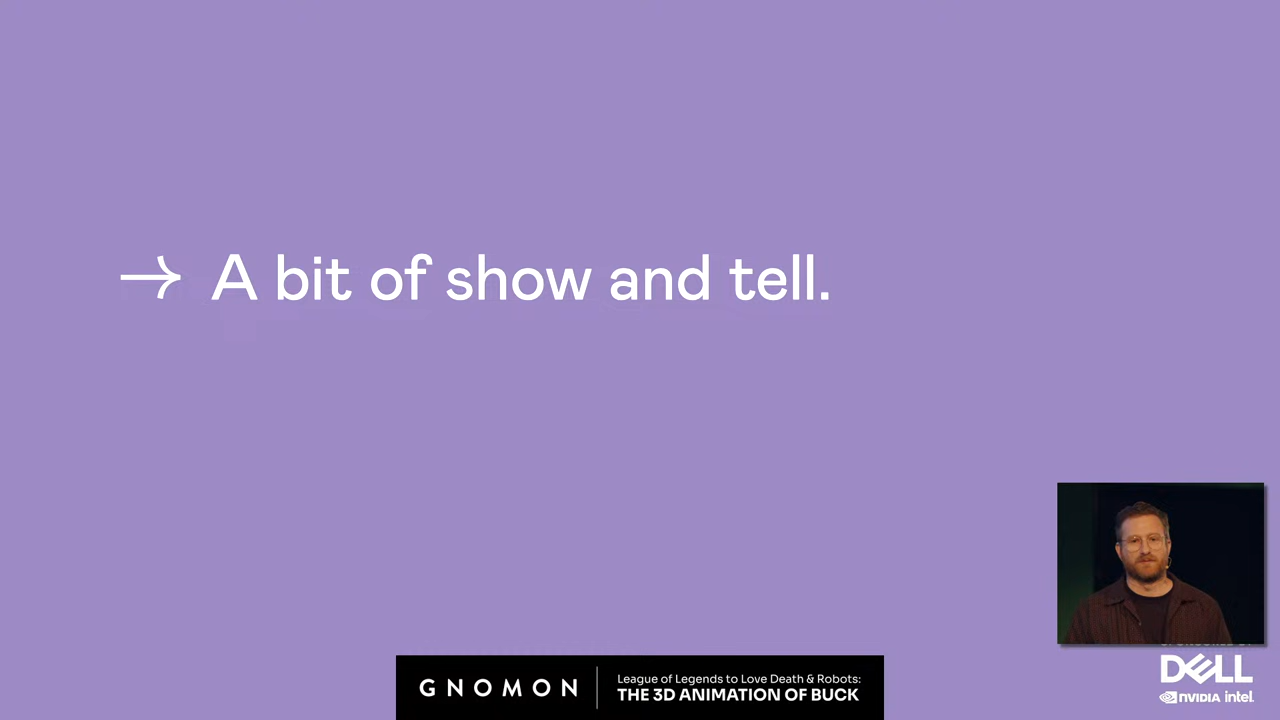 → A bit of show and tell.
GNOMON
League of Legends to Love Death & Robots:
THE 3D ANIMATION OF BUCK
DELL
NVIDIA intel